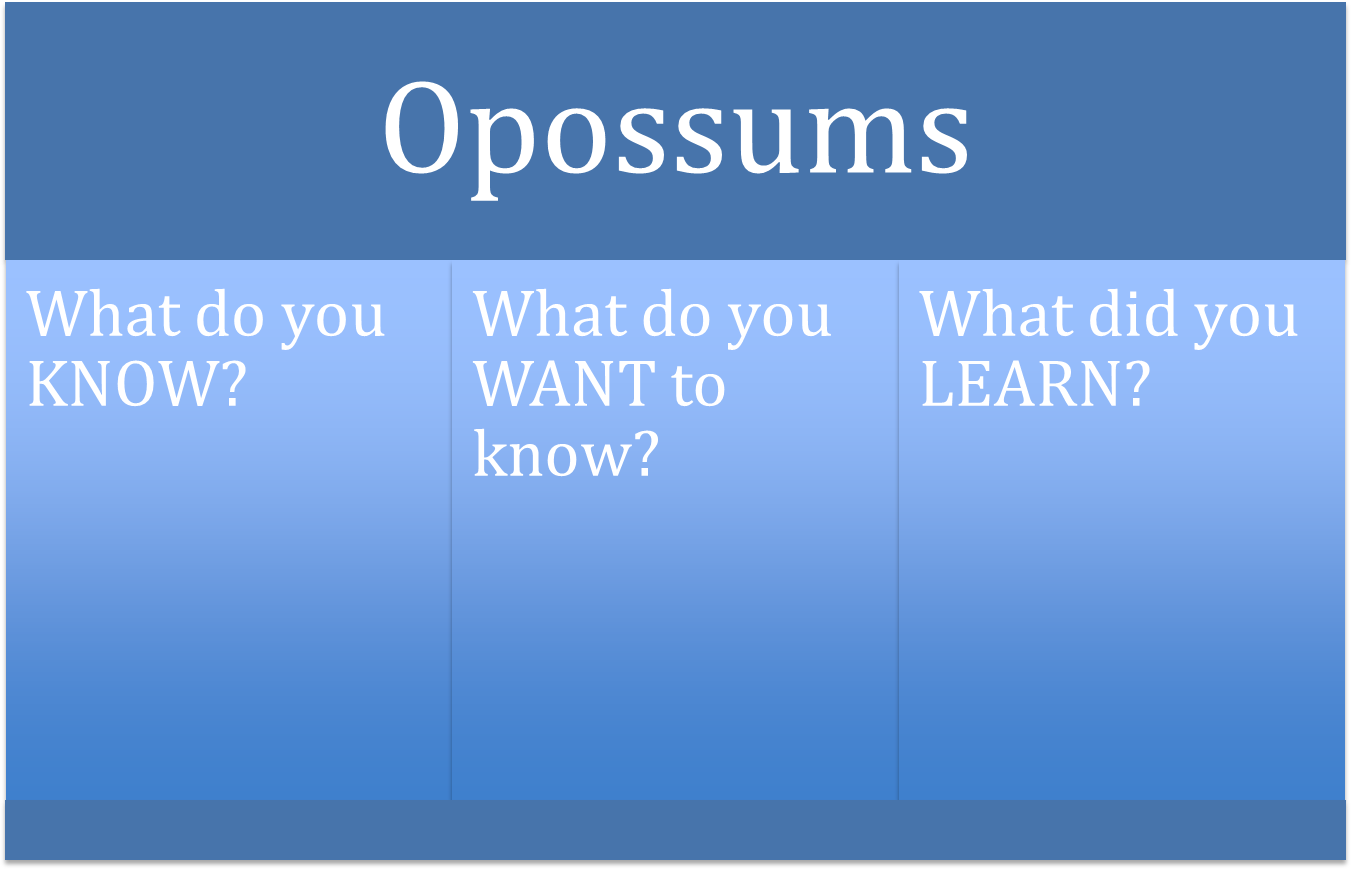 Opossums
What do you
KNOW?
What do you
WANT to
know?
What did you
LEARN?